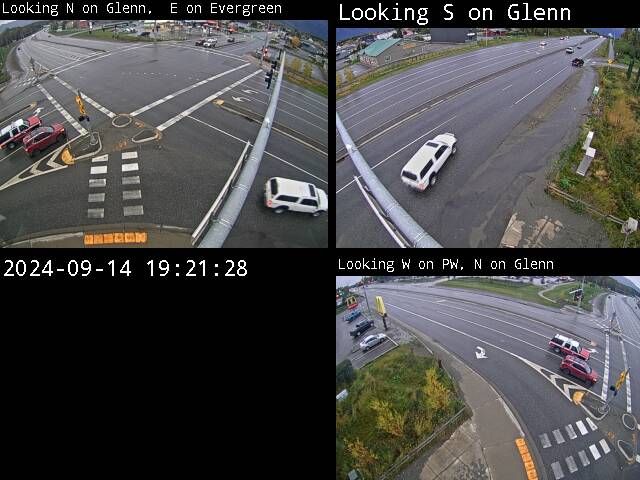 Looking N on Glenn,  E on Evergreen
Looking S on Glenn
2024-09-14 19:21:28
Looking W on PW, N on Glenn